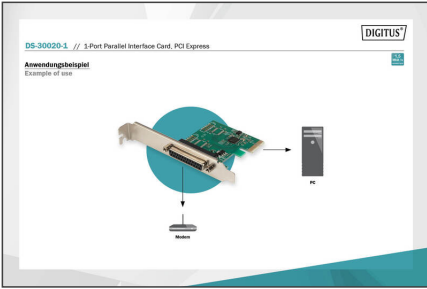 DIGITUS®
DS-30020-1 // 1-Port Parallel Interface Card, PCI Express
Anwendungsbeispiel
Example of use
PC
Modem